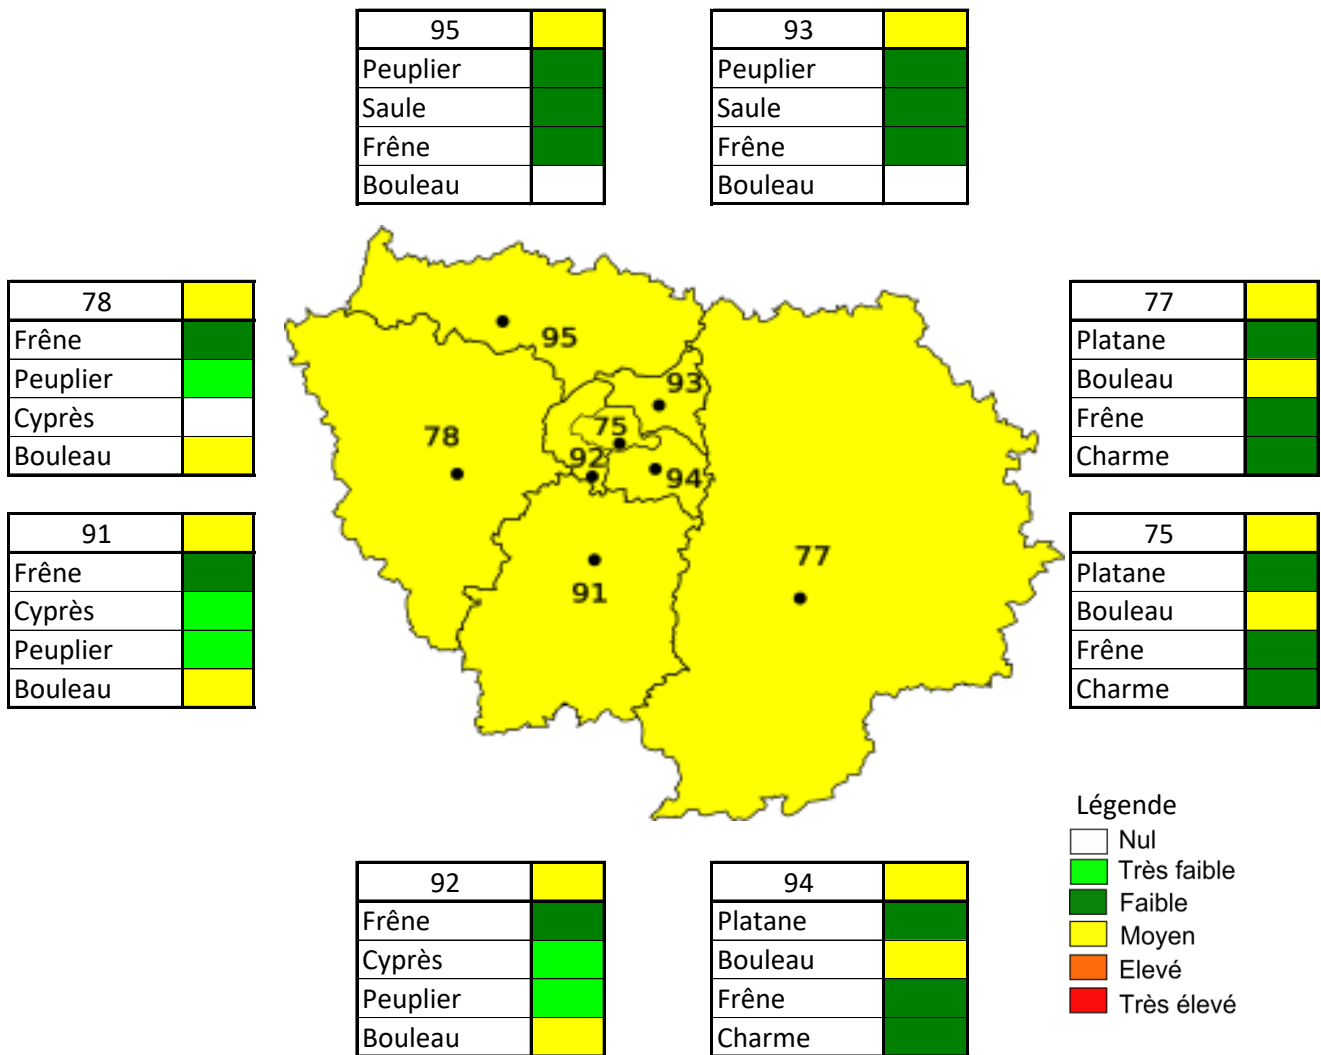 95
Peuplier
Saule
Frêne
Bouleau
93
Peuplier
Saule
Frêne
Bouleau
78
Frêne
Peuplier
Cyprès
Bouleau
91
Frêne
Cyprès
Peuplier
Bouleau
95
93
75
78
92
94
77
91
77
Platane
Bouleau
Frêne
Charme
75
Platane
Bouleau
Frêne
Charme
92
Frêne
Cyprès
Peuplier
Bouleau
94
Platane
Bouleau
Frêne
Charme
Légende
Nul
Très faible
Faible
Moyen
Elevé
Très élevé